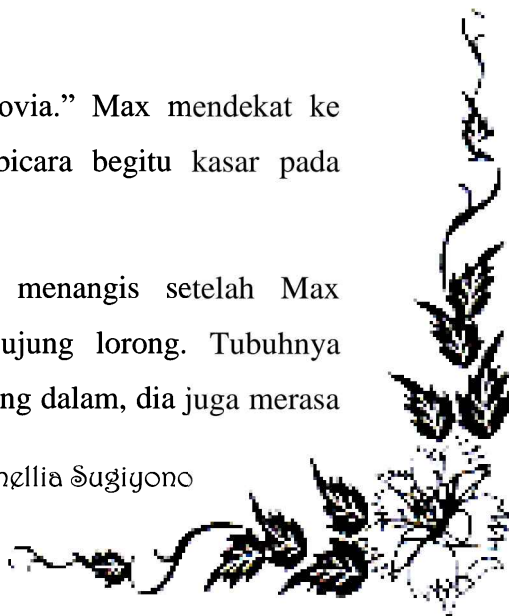 ovia.” Max mendekat ke
bicara begitu kasar pada
menangis setelah Max
ujung lorong. Tubuhnya
ng dalam, dia juga merasa
nellia Sugiyono